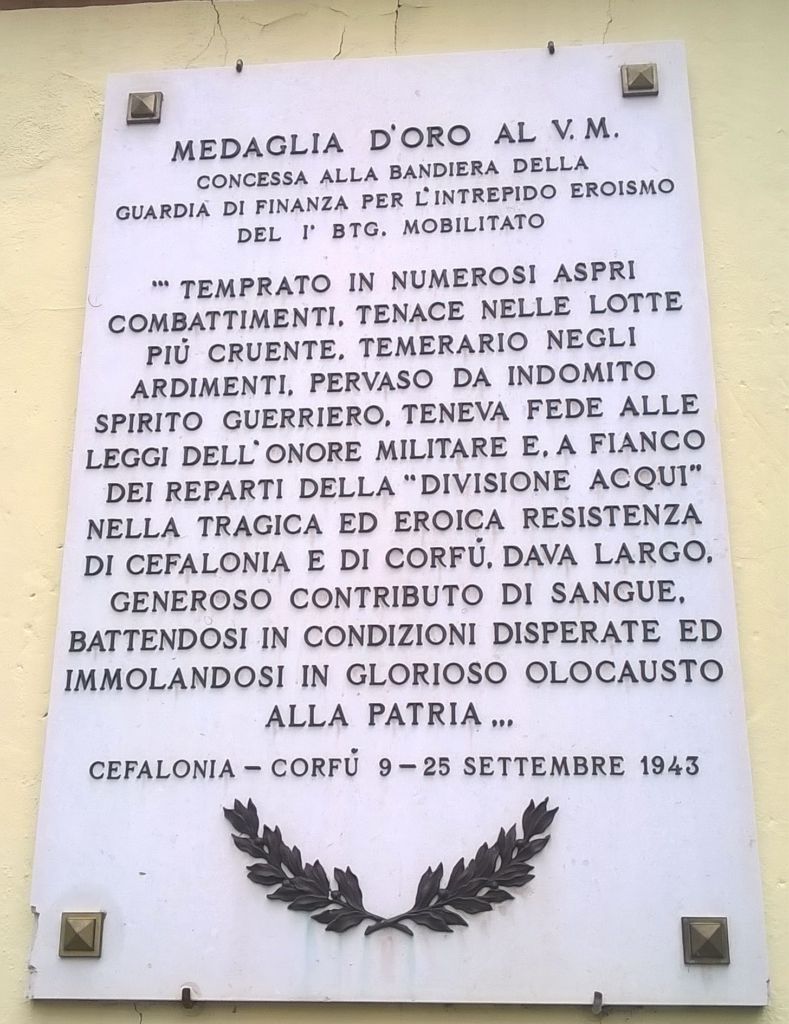 MEDAGLIA D'ORO AL V. M.
CONCESSA ALLA BANDIERA DELLA
GUARDIA DI FINANZA PER L'INTREPIDO EROISMO
DEL I° BTG. MOBILITATO
"' TEMPRATO IN NUMEROSI ASPRI
COMBATTIMENTI, TENACE NELLE LOTTE
PIÚ CRUENTE, TEMERARIO NEGLI
ARDIMENTI, PERVASO DA INDOMITO
SPIRITO GUERRIERO, TENEVA FEDE ALLE
LEGGI DELL'ONORE MILITARE E, A FIANCO
DEI REPARTI DELLA "DIVISIONE ACQUI"
NELLA TRAGICA ED EROICA RESISTENZA
DI CEFALONIA E DI CORFÚ, DAVA LARGO,
GENEROSO CONTRIBUTO DI SANGUE,
BATTENDOSI IN CONDIZIONI DISPERATE ED
IMMOLANDOSI IN GLORIOSO OLOCAUSTO
ALLA PATRIA ...
CEFALONIA - CORFÚ 9 - 25 SETTEMBRE 1943